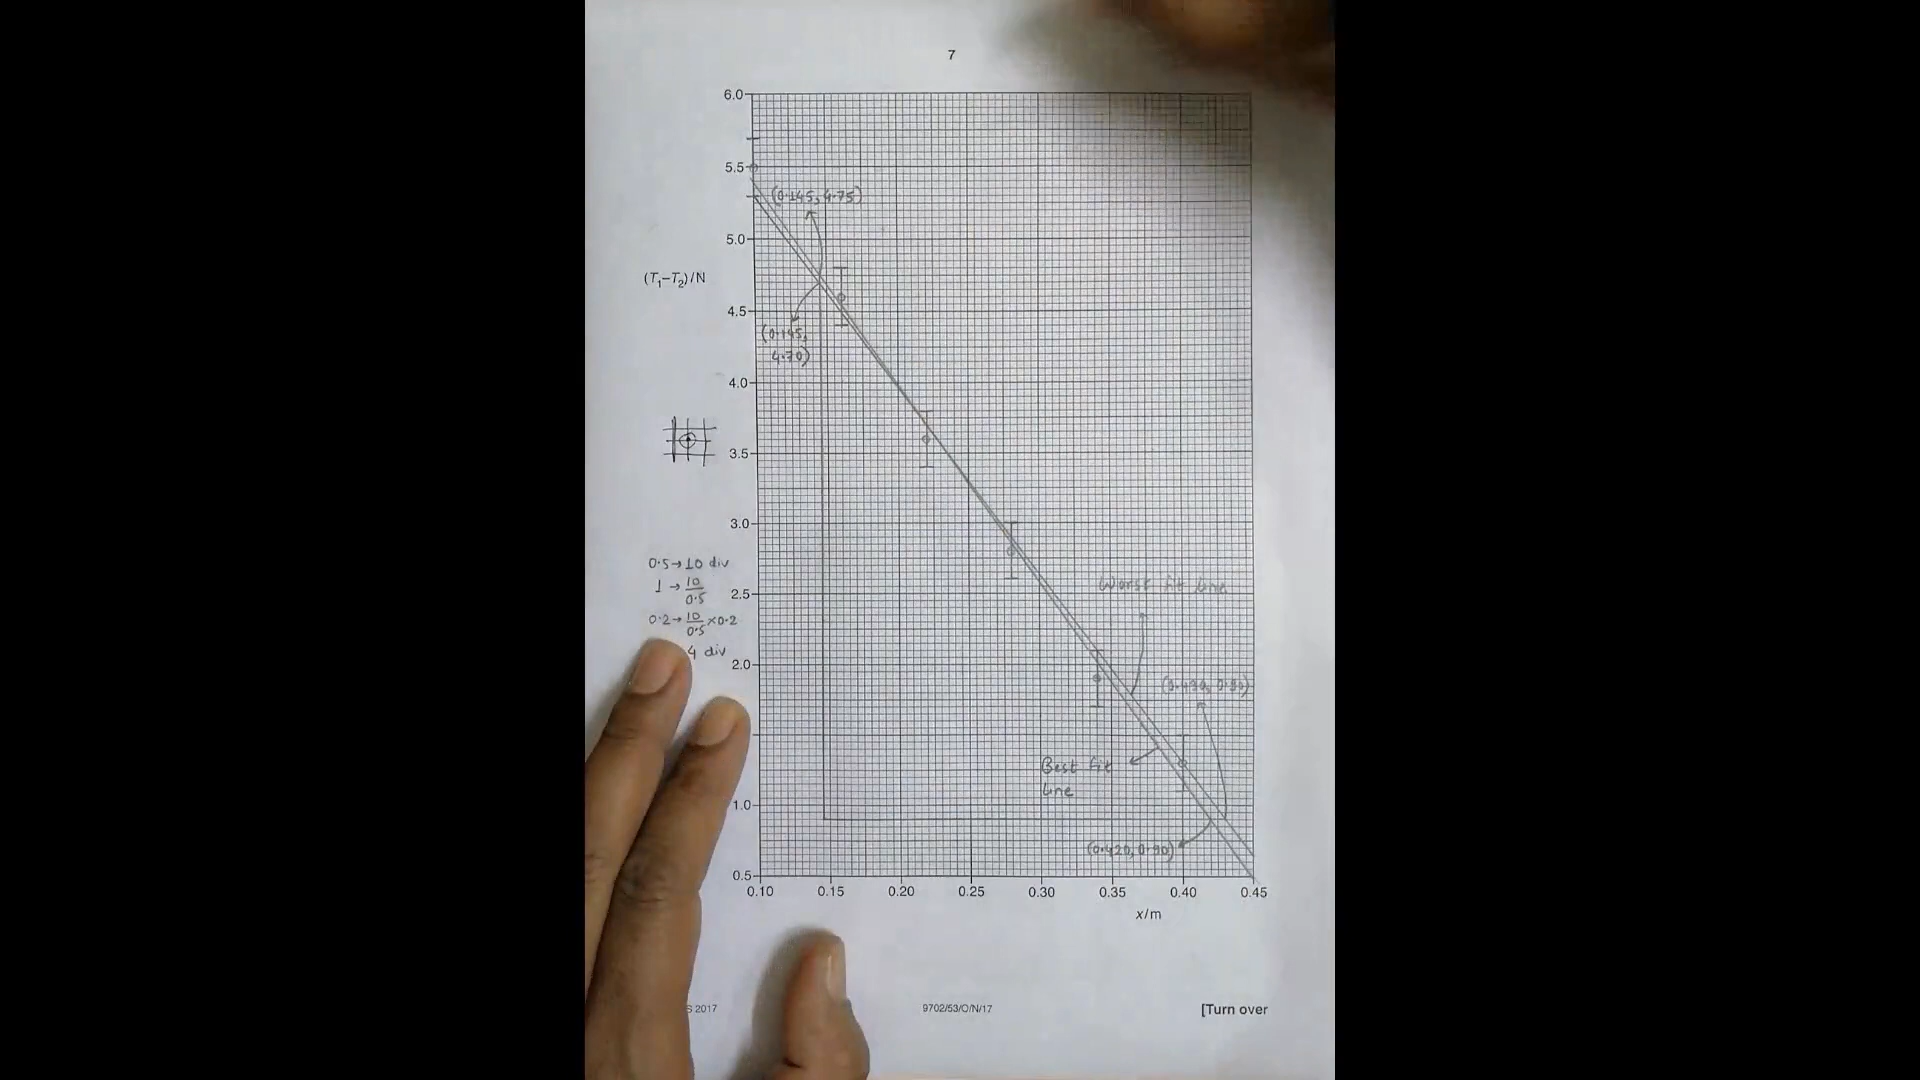 7
6.0
5.5
(0.145, 4.75)
5.0
(T₁–T₂)/N
4.5
(0.145,
4.70)
4.0
3.5
3.0
0.5→10 div
1→10/0.5
2.5
Worst fit line
0.2→10/0.5×0.2
4 div
2.0
(0.430, 0.90)
Best fit
line
1.0
(0.420, 0.90)
0.5
0.10 0.15 0.20 0.25 0.30 0.35 0.40 0.45
x/m
S 2017 9702/53/O/N/17 [Turn over